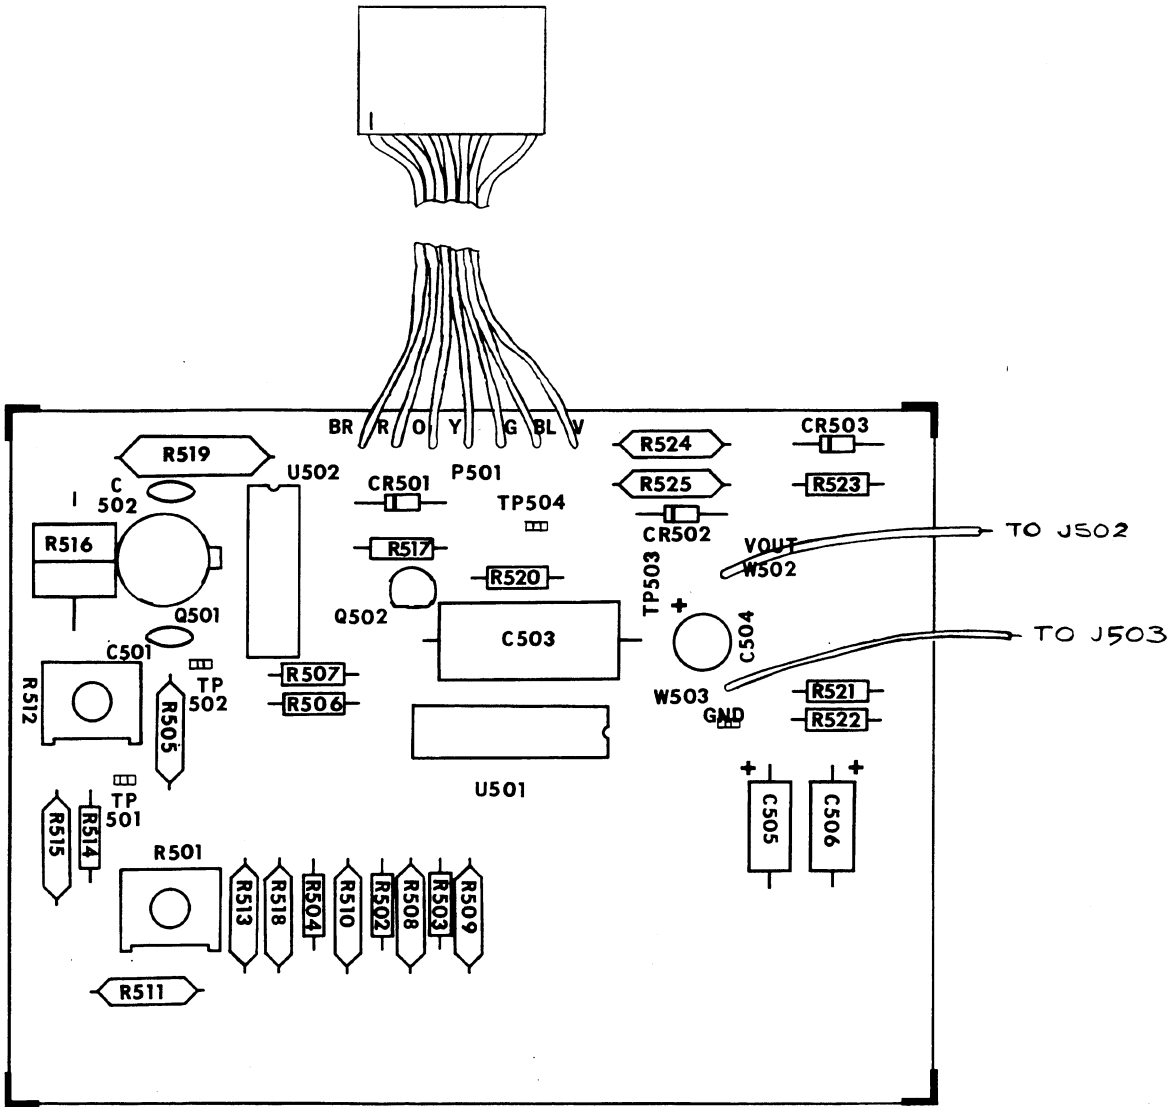 BR R O Y G BL V
CR503
R519
R524
U502
P501
C
502
CR501
R525
R523
I
TP504
R516
CR502
VOUT
W502
TO J502
R517
R520
TP503
Q501
Q502
+
C503
C504
TO J503
C501
R512
TP
502
R507
R506
R505
W503
GND
R521
R522
TP
501
U501
+
+
C505
C506
R515
R514
R501
R513
R518
R504
R510
R502
R508
R503
R509
R511